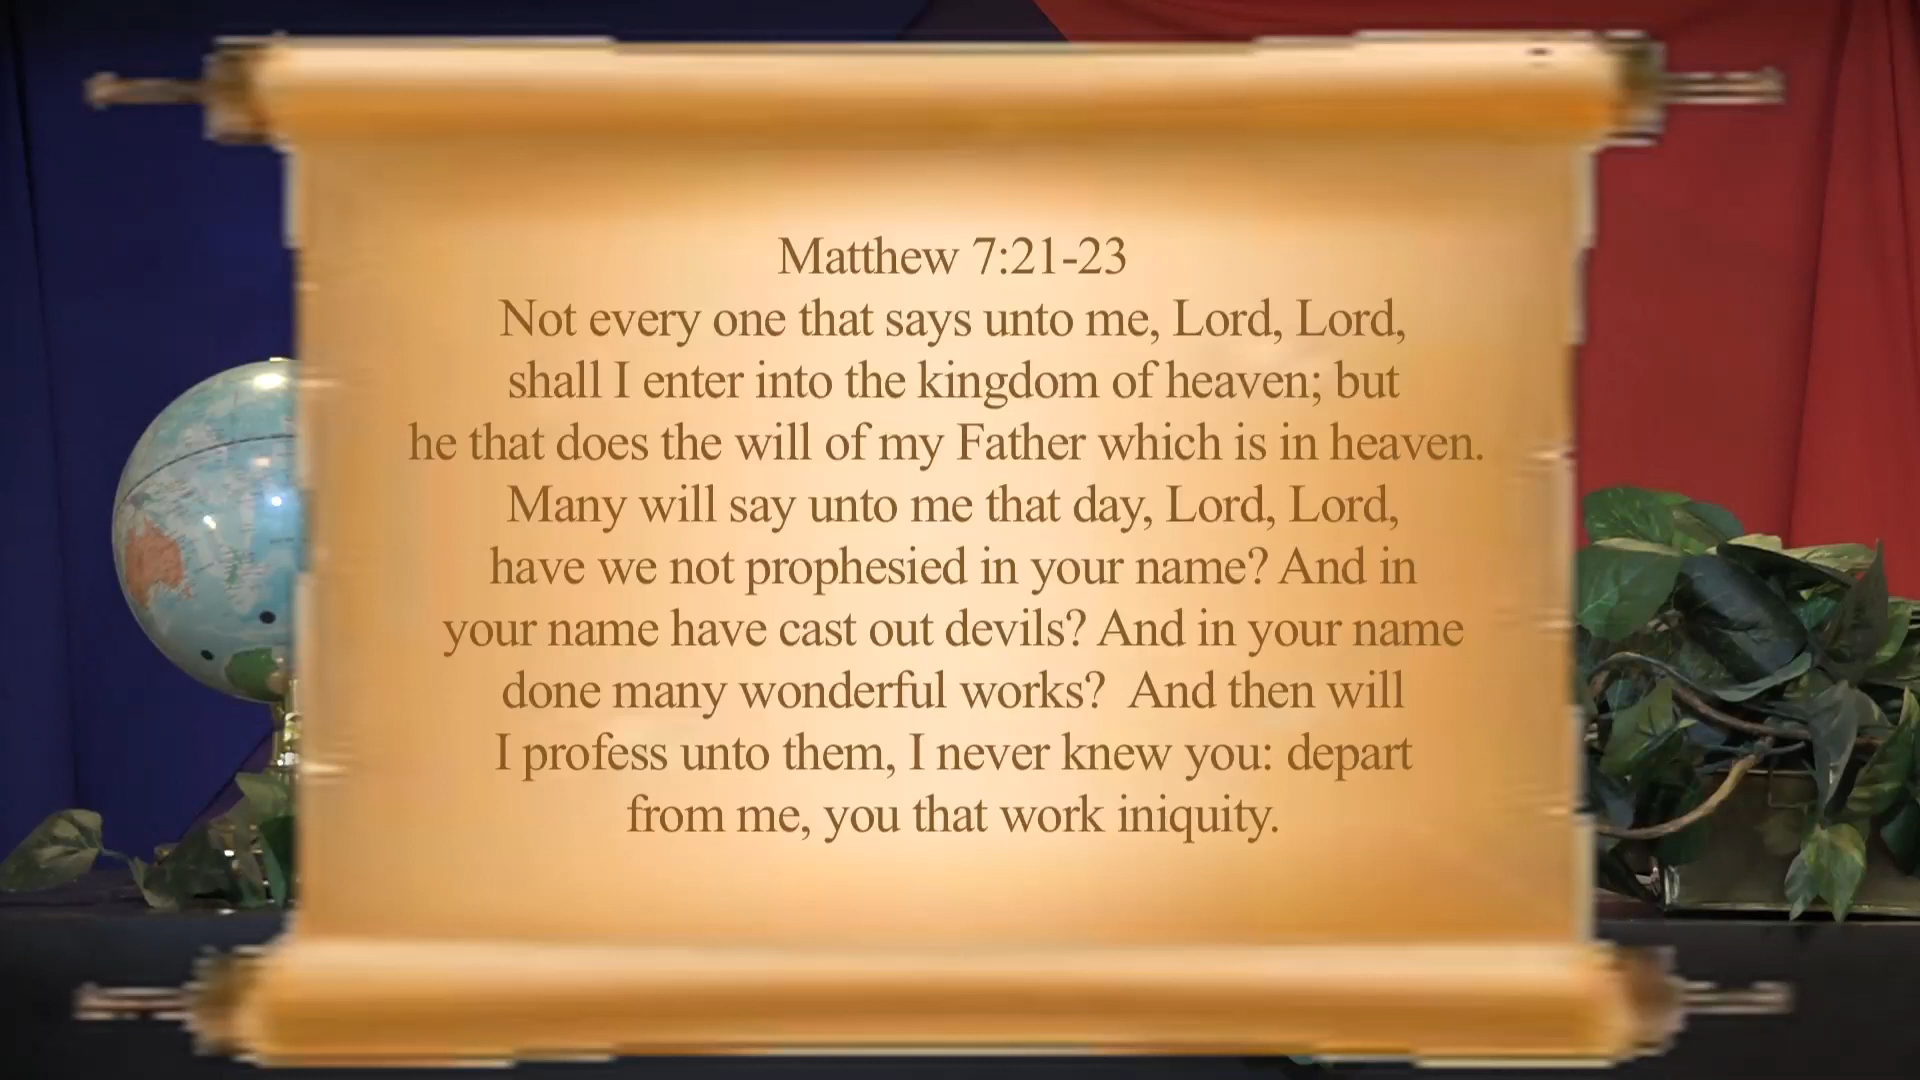 Matthew 7:21-23
Not every one that says unto me, Lord, Lord,
shall I enter into the kingdom of heaven; but
he that does the will of my Father which is in heaven.
Many will say unto me that day, Lord, Lord,
have we not prophesied in your name? And in
your name have cast out devils? And in your name
done many wonderful works?  And then will
I profess unto them, I never knew you: depart
from me, you that work iniquity.